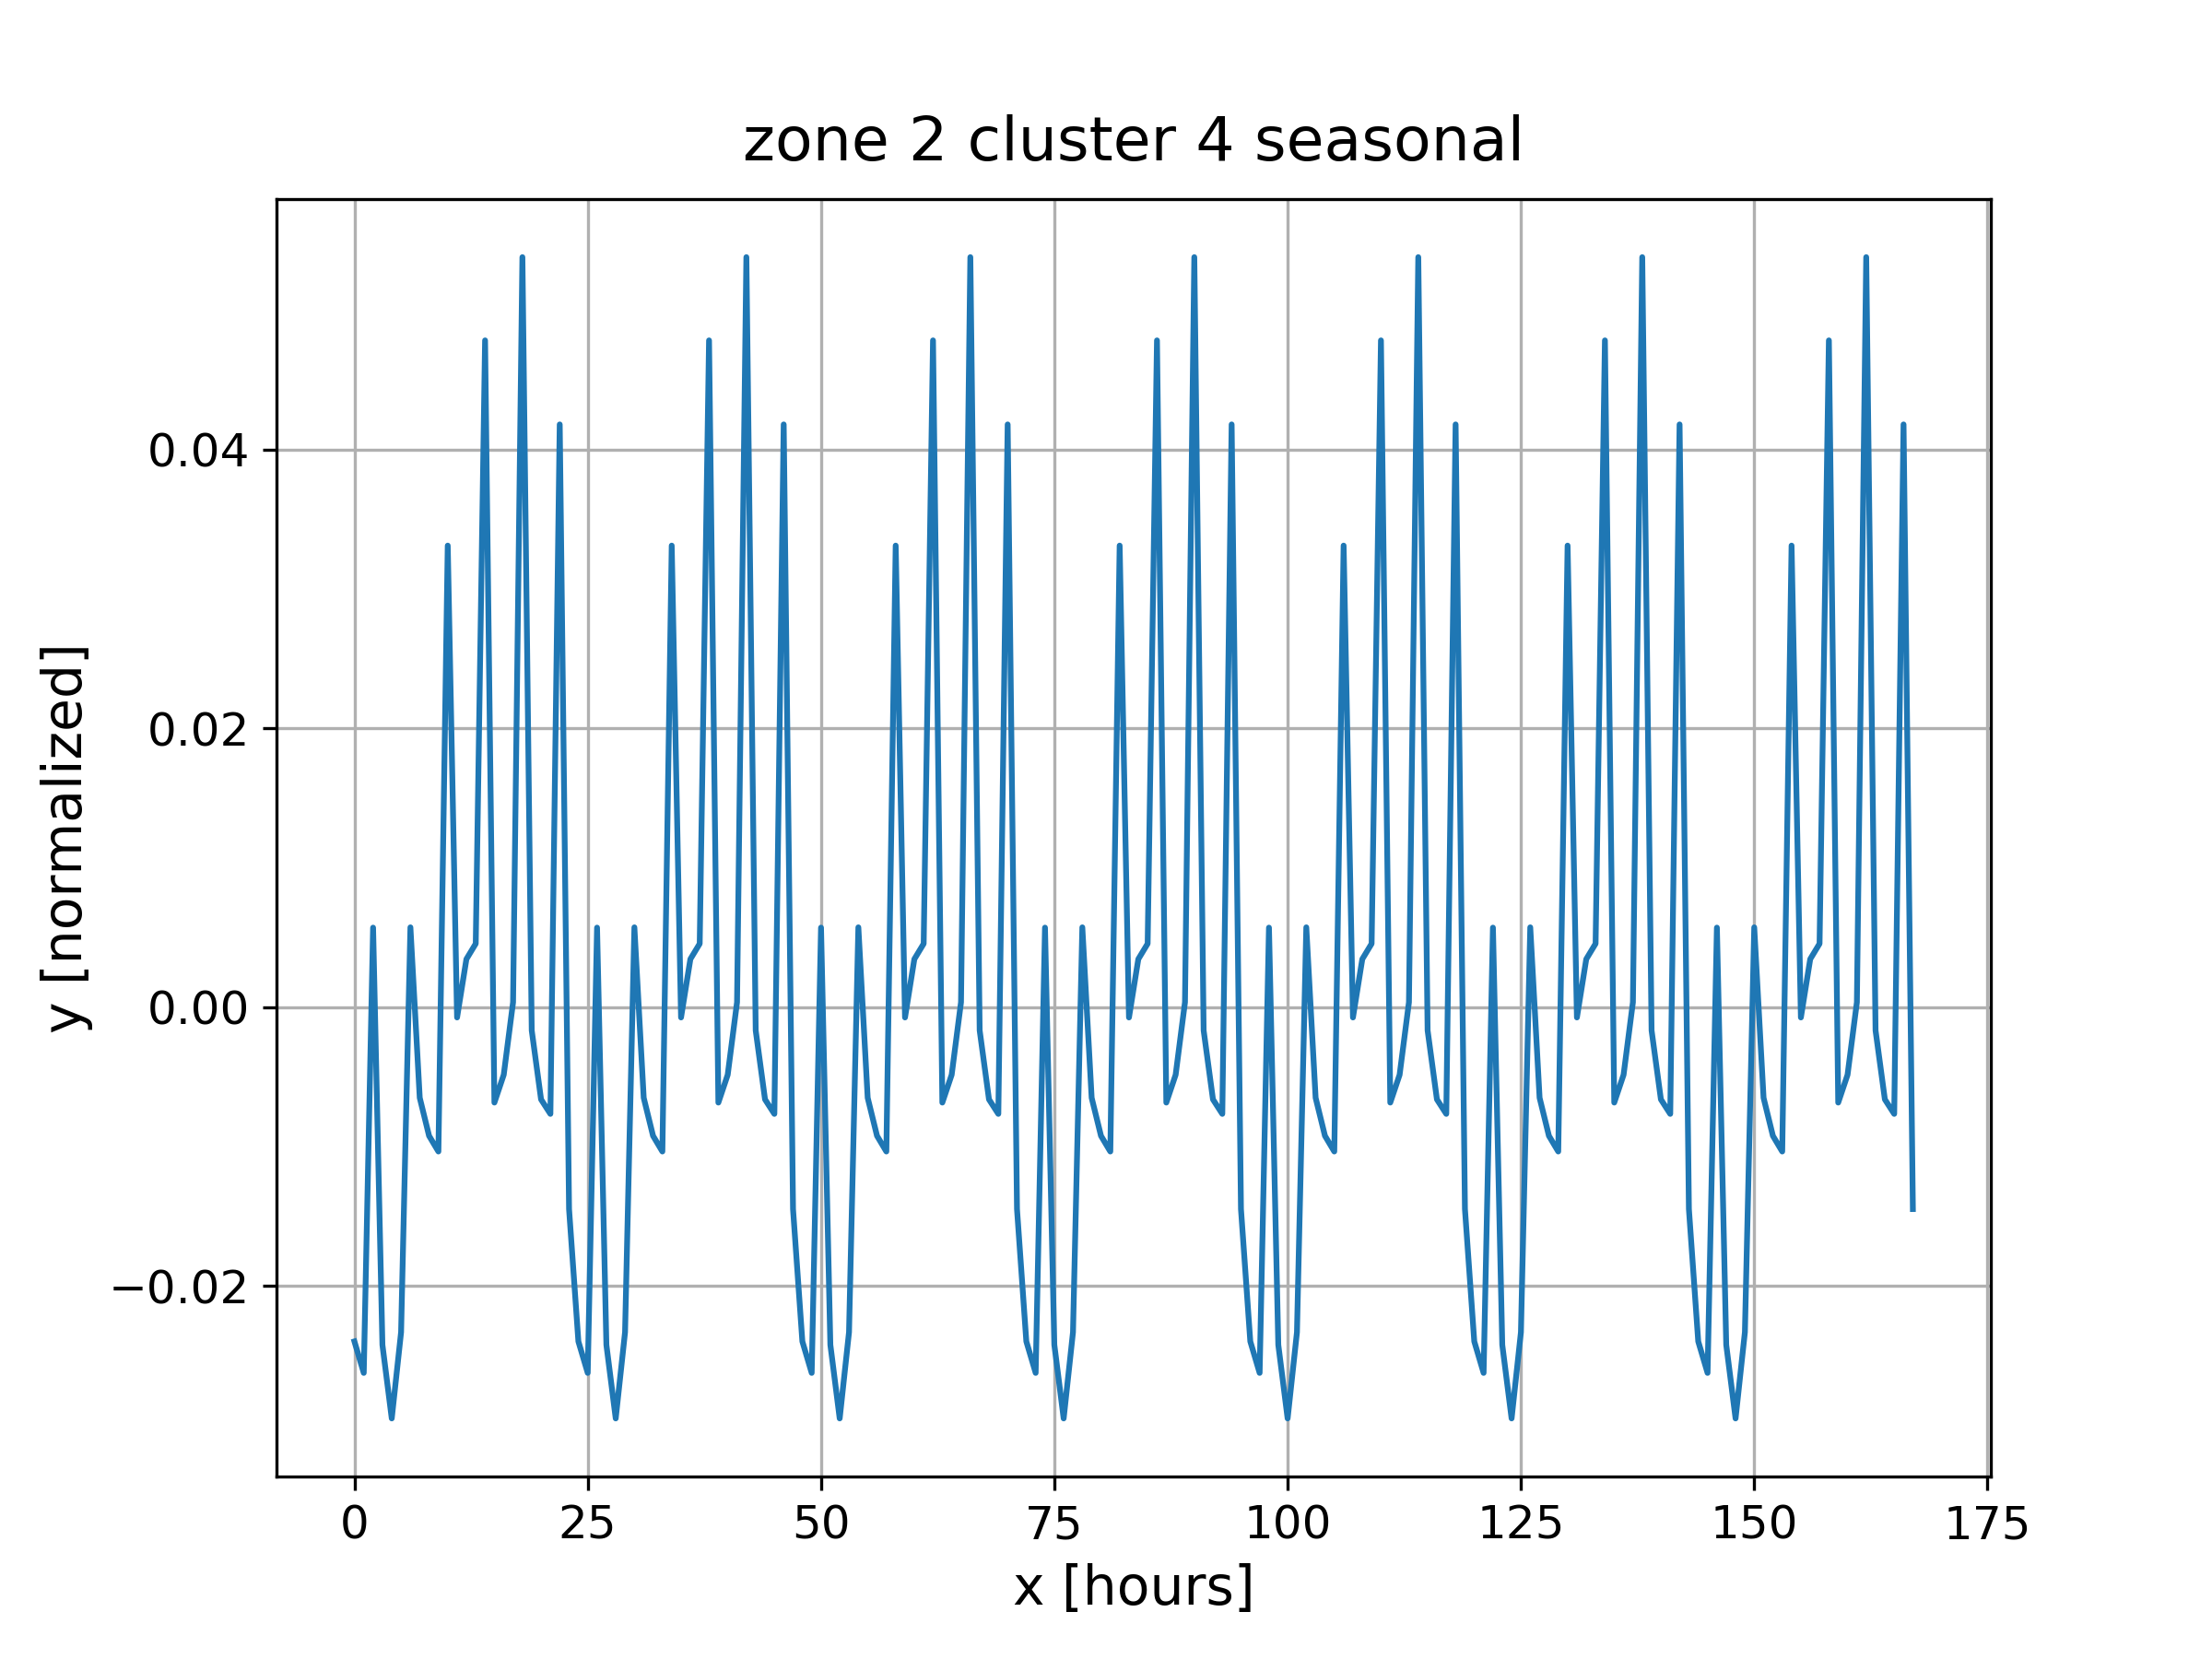 zone 2 cluster 4 seasonal
y [normalized]
0.04
0.02
0.00
−0.02
0 25 50 75 100 125 150 175
x [hours]